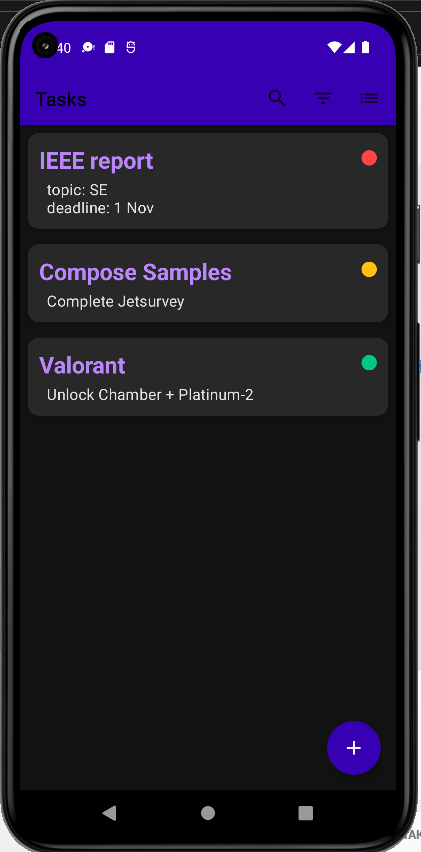 40
Tasks
IEEE report
topic: SE
deadline: 1 Nov
Compose Samples
Complete Jetsurvey
Valorant
Unlock Chamber + Platinum-2
+